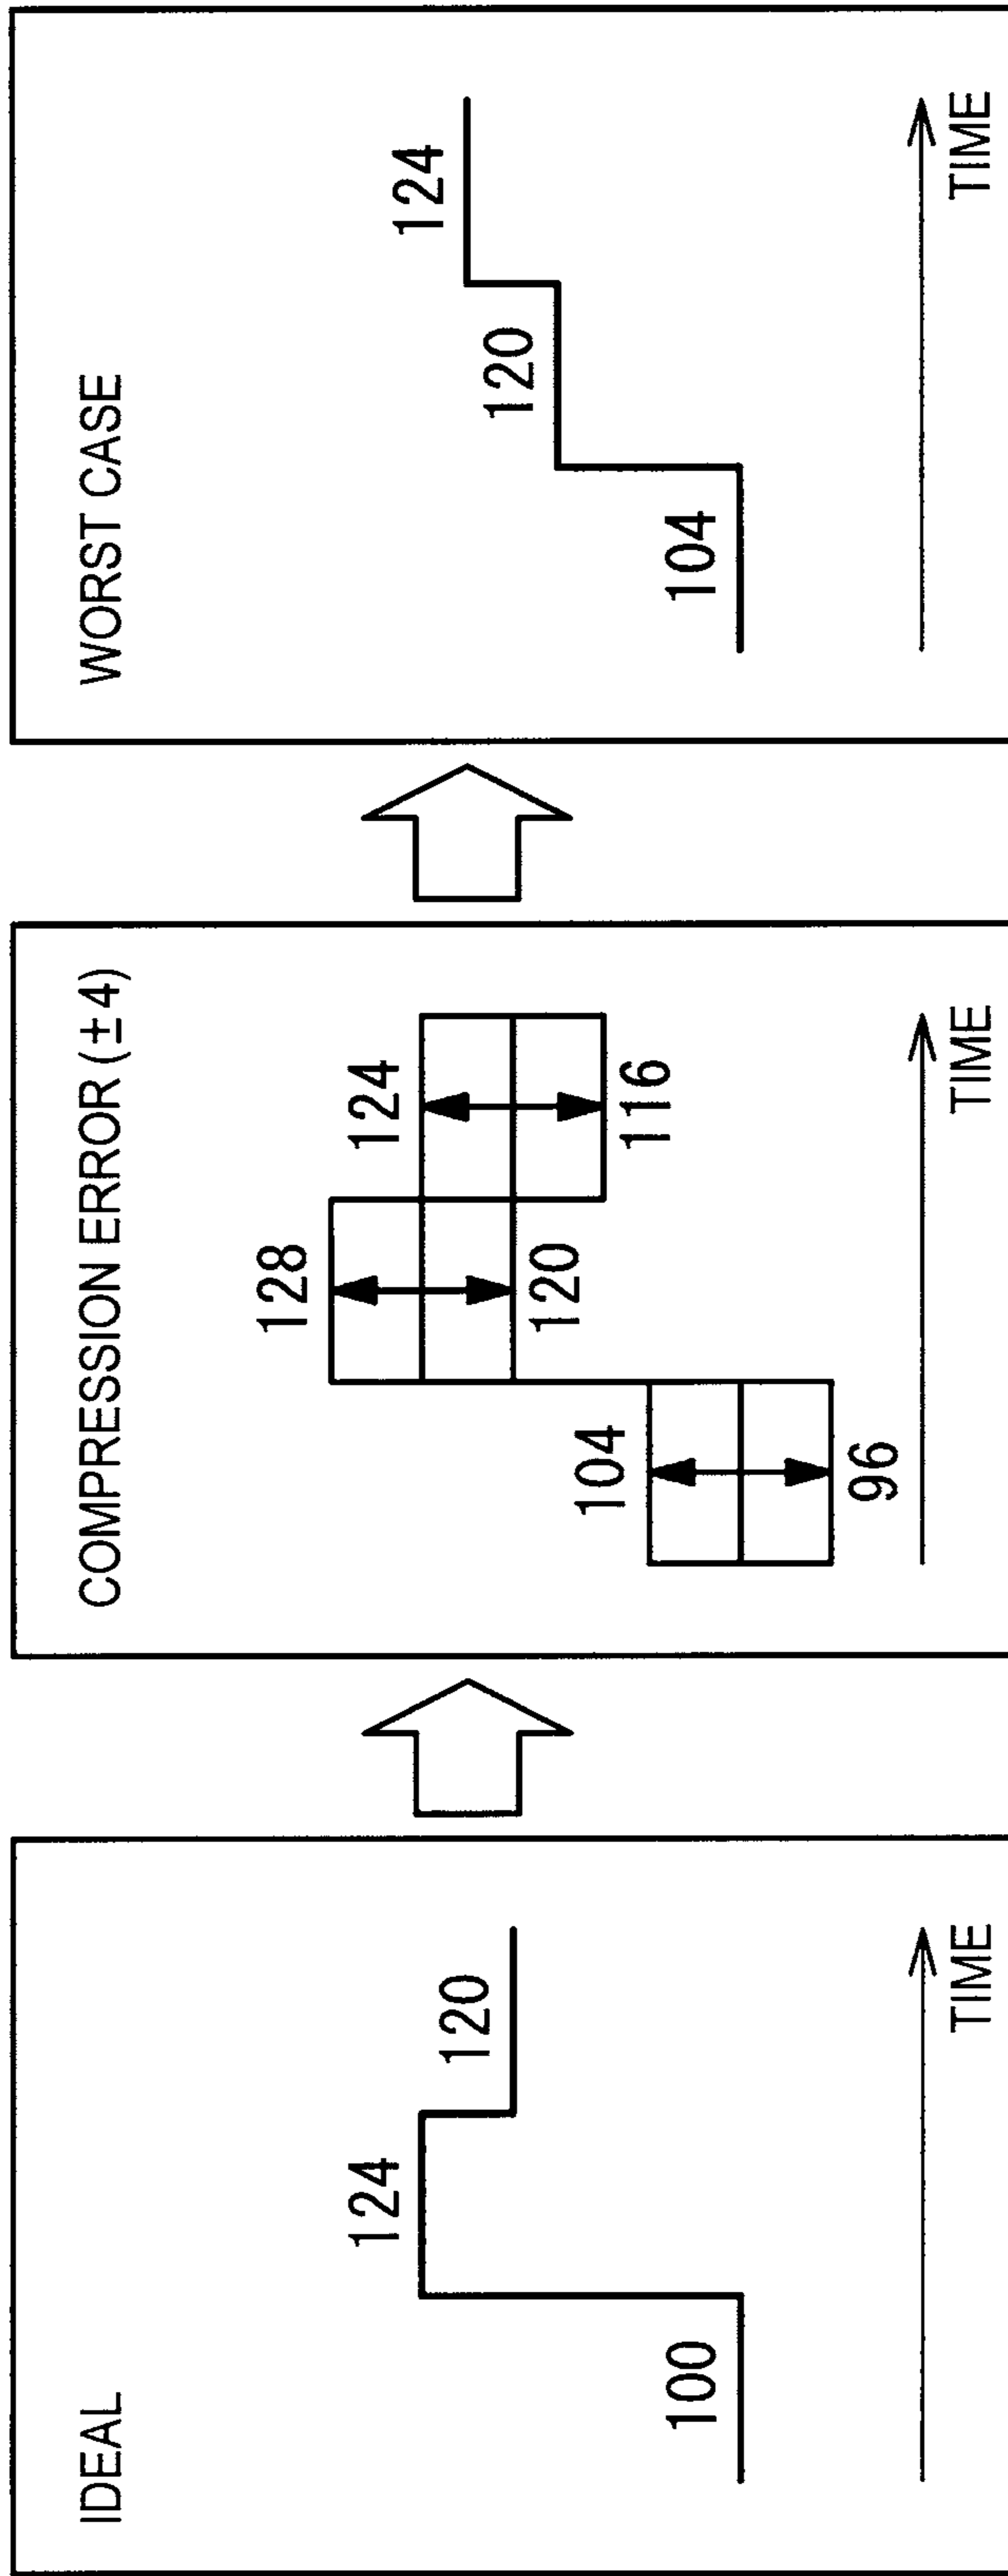 IDEAL
100
124
120
TIME
COMPRESSION ERROR (±4)
104
96
128
120
124
116
TIME
WORST CASE
104
120
124
TIME